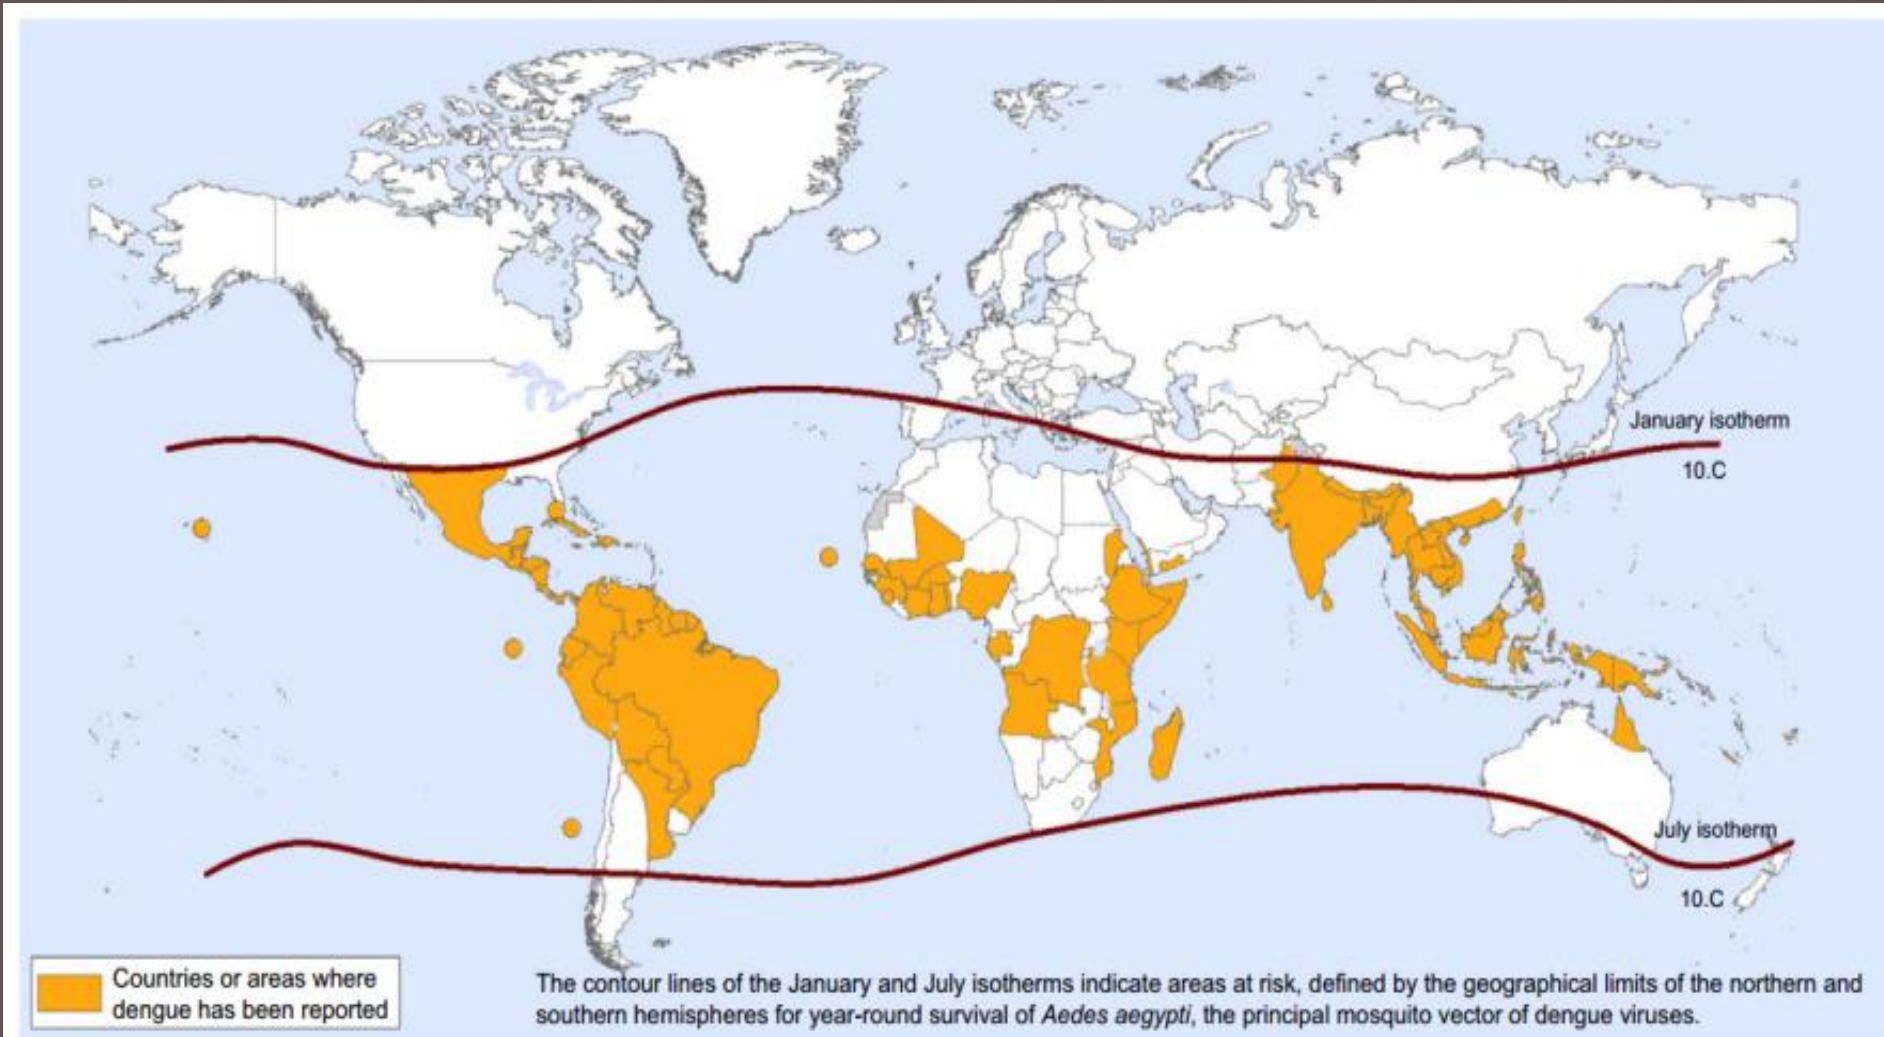 January isotherm
10.C
July isotherm
10.C
Countries or areas where
dengue has been reported
The contour lines of the January and July isotherms indicate areas at risk, defined by the geographical limits of the northern and
southern hemispheres for year-round survival of Aedes aegypti, the principal mosquito vector of dengue viruses.